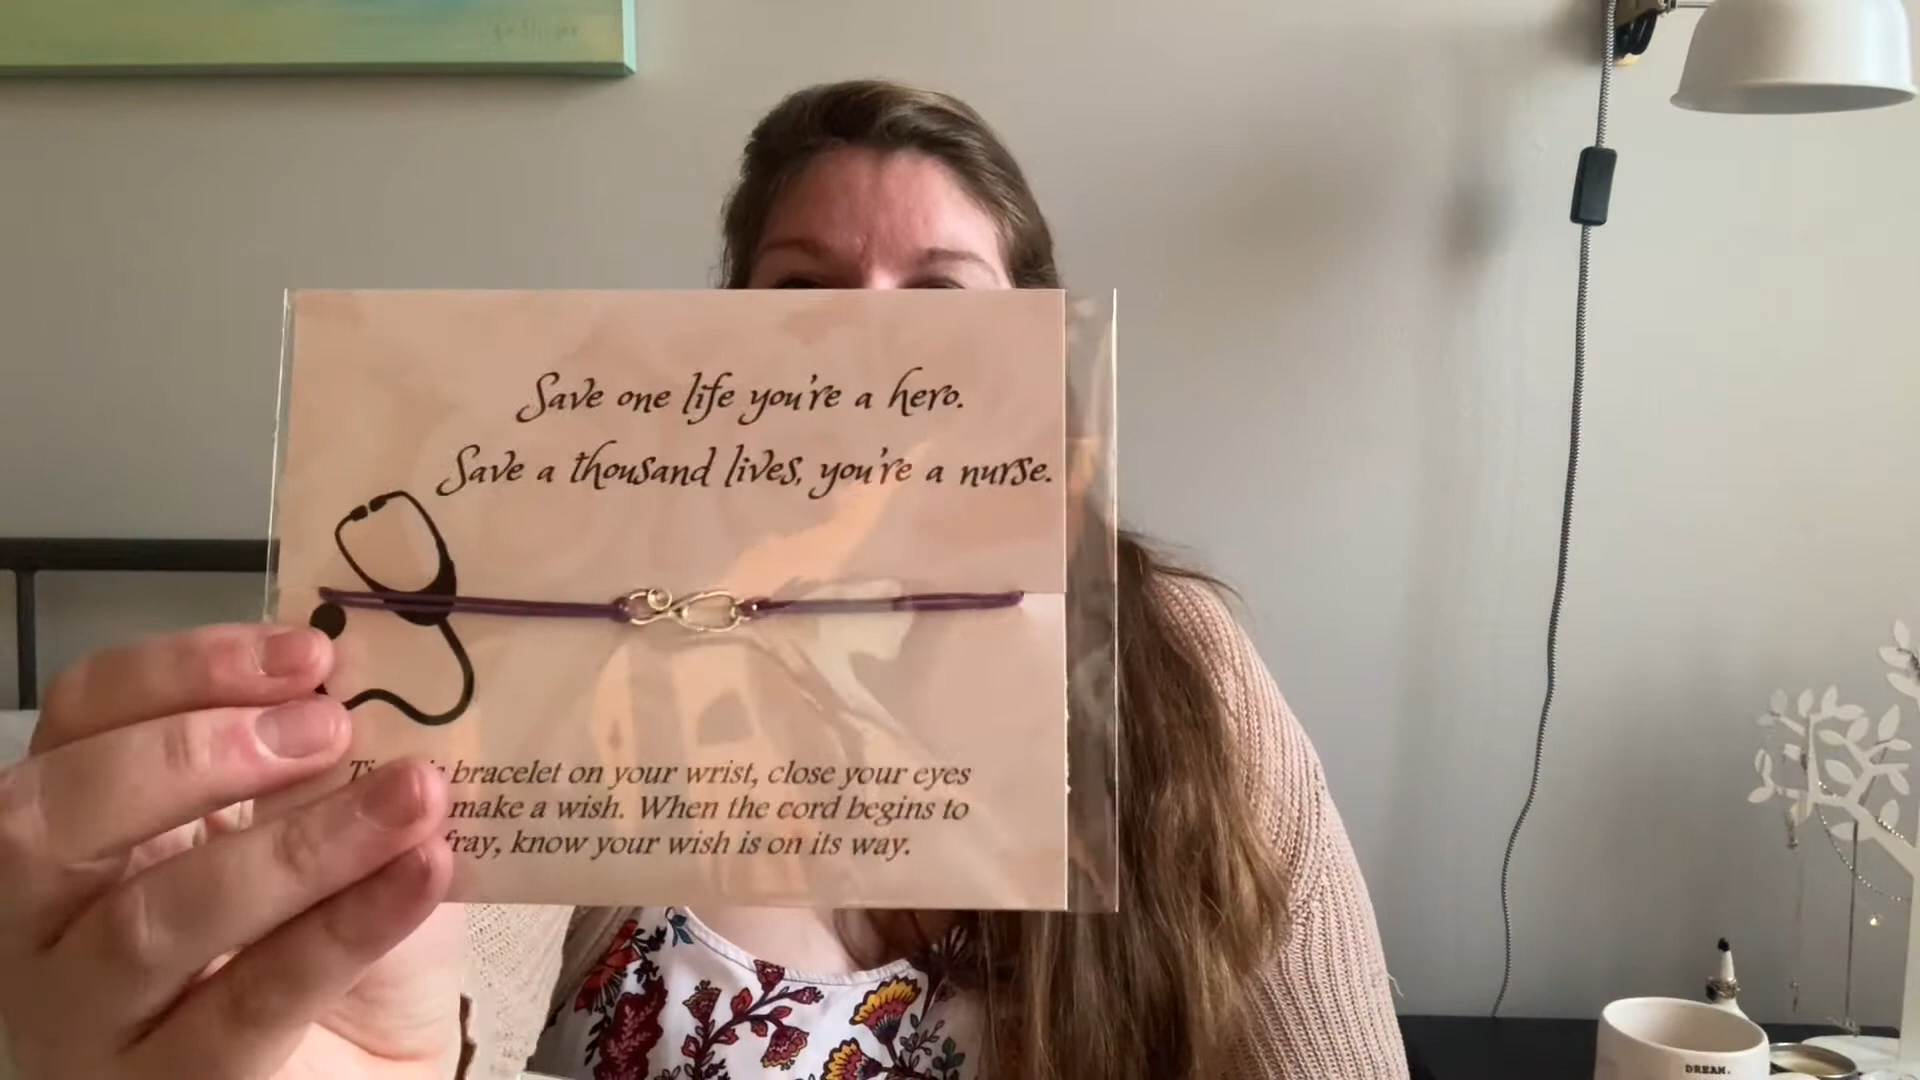 Save one life you're a hero.
Save a thousand lives, you're a nurse.
bracelet on your wrist, close your eyes
make a wish. When the cord begins to
fray, know your wish is on its way.
DREAM.